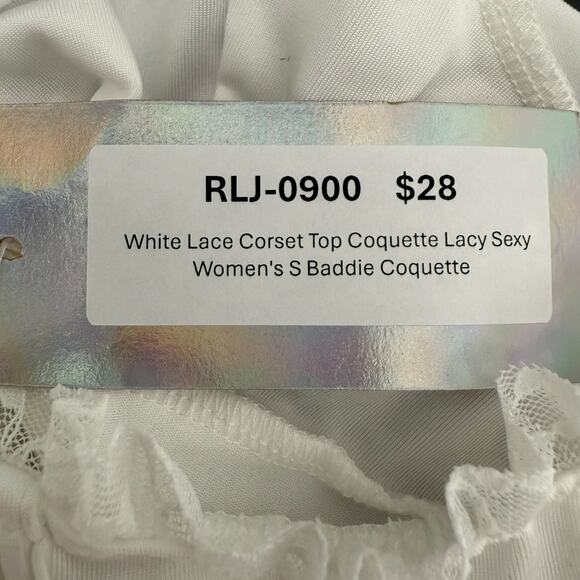 RLJ-0900 $28
White Lace Corset Top Coquette Lacy Sexy
Women's S Baddie Coquette